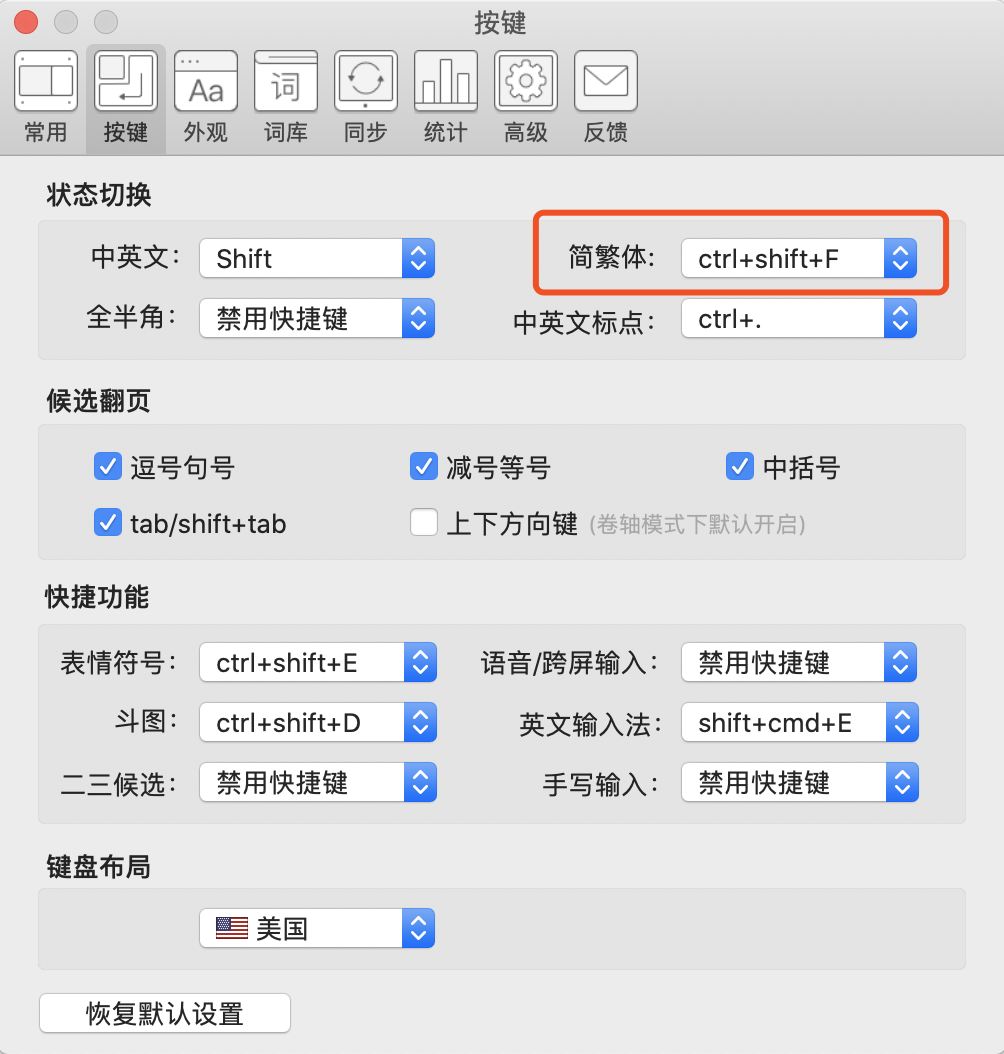 按键
常用 按键 外观 词库 同步 统计 高级 反馈
Aa 词
状态切换
中英文： Shift 简繁体: ctrl+shift+F
全半角： 禁用快捷键 中英文标点： ctrl+.
候选翻页
逗号句号 减号等号 中括号
tab/shift+tab 上下方向键 (卷轴模式下默认开启)
快捷功能
表情符号： ctrl+shift+E 语音/跨屏输入： 禁用快捷键
斗图： ctrl+shift+D 英文输入法： shift+cmd+E
二三候选： 禁用快捷键 手写输入： 禁用快捷键
键盘布局
美国
恢复默认设置